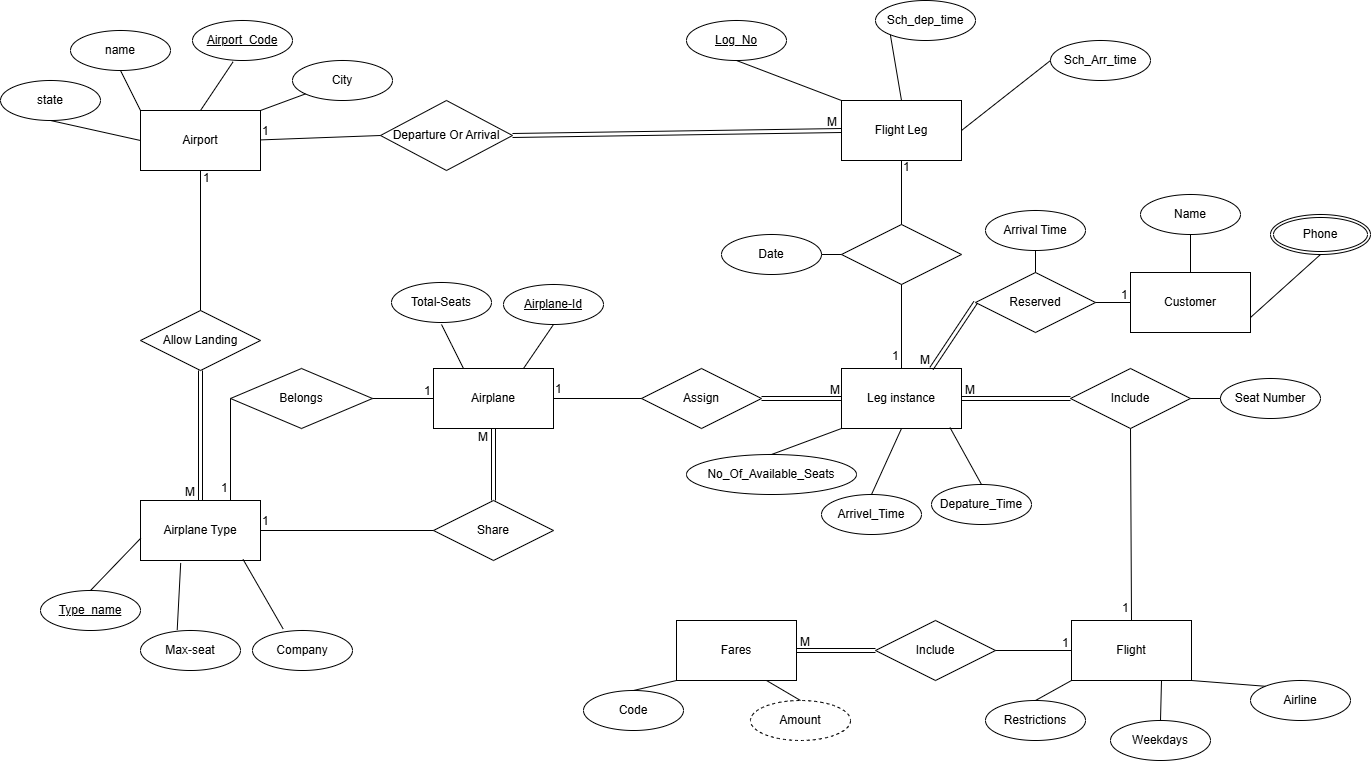 Sch_dep_time
Airport_Code
Log_No
name
Sch_Arr_time
City
state
1
M
Departure Or Arrival
Flight Leg
Airport
1
1
Name
Arrival Time
Phone
Date
1
Reserved
Customer
Total-Seats
Airplane-Id
Allow Landing
1
M
1
1
M
M
Belongs
Airplane
Assign
Leg instance
Include
Seat Number
M
No_Of_Available_Seats
M
1
Depature_Time
Arrivel_Time
1
Airplane Type
Share
Type_name
1
Max-seat
Company
M
1
Fares
Include
Flight
Code
Amount
Restrictions
Airline
Weekdays